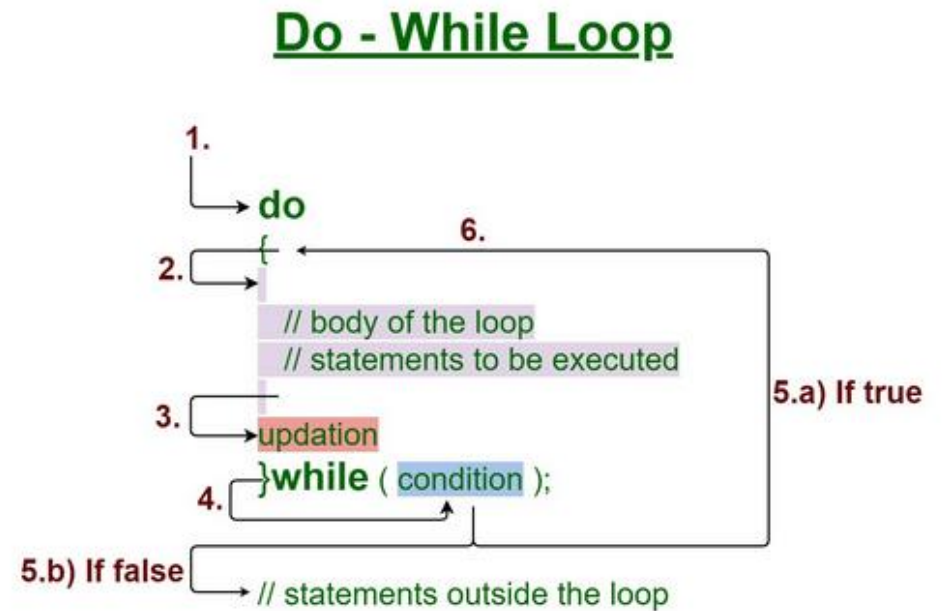 Do - While Loop
1.
do
6.
{
2.
// body of the loop
// statements to be executed
5.a) If true
3.
updation
}while ( condition );
4.
5.b) If false
// statements outside the loop